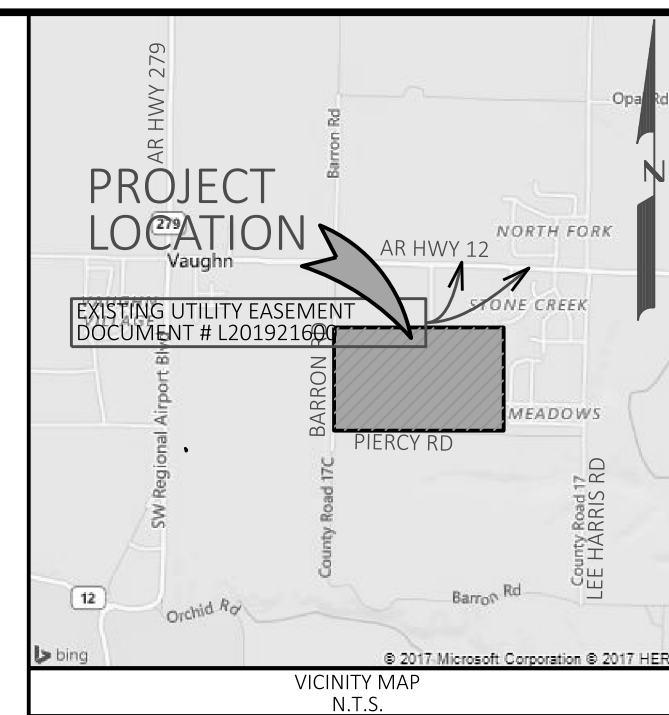 AR HWY 279
Barron Rd
Opal Rd
N
PROJECT
LOCATION
279
Vaughn
NORTH FORK
AR HWY 12
VAUGHN
VILLAGE
EXISTING UTILITY EASEMENT
DOCUMENT # L201921600
STONE CREEK
BARRON RD
MEADOWS
PIERCY RD
SW Regional Airport Blvd
County Road 17C
County Road 17
LEE HARRIS RD
12
Orchid Rd
Barron Rd
bing
© 2017 Microsoft Corporation © 2017 HER
VICINITY MAP
N.T.S.